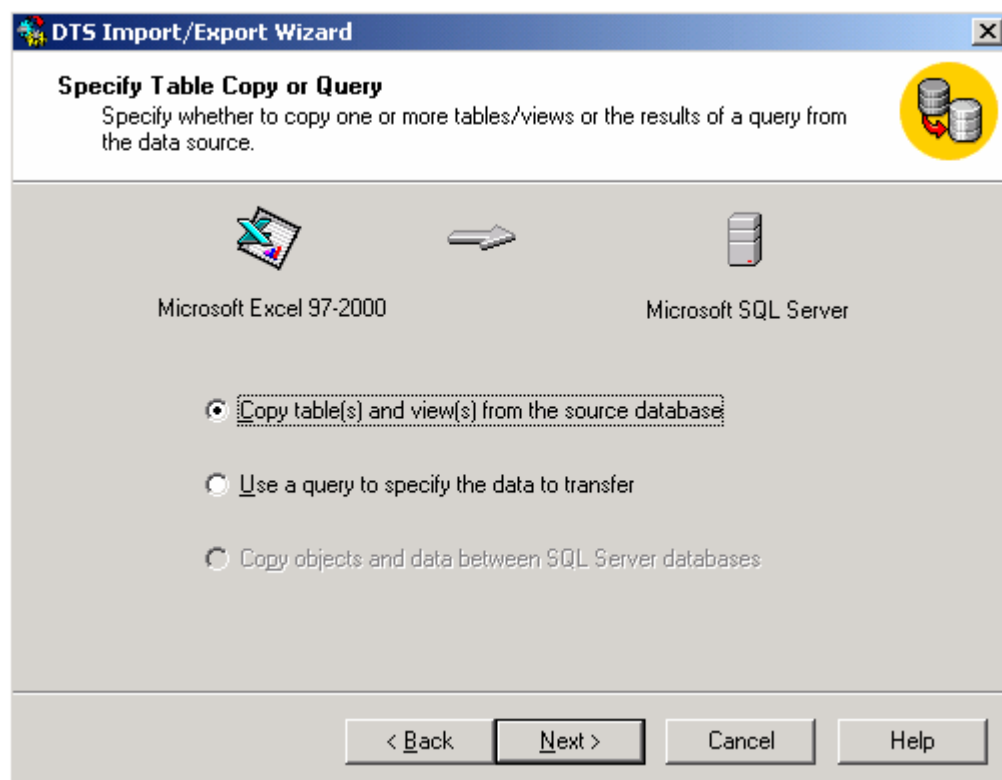 DTS Import/Export Wizard
Specify Table Copy or Query
Specify whether to copy one or more tables/views or the results of a query from
the data source.
Microsoft Excel 97-2000
Microsoft SQL Server
Copy table(s) and view(s) from the source database
Use a query to specify the data to transfer
Copy objects and data between SQL Server databases
< Back
Next >
Cancel
Help